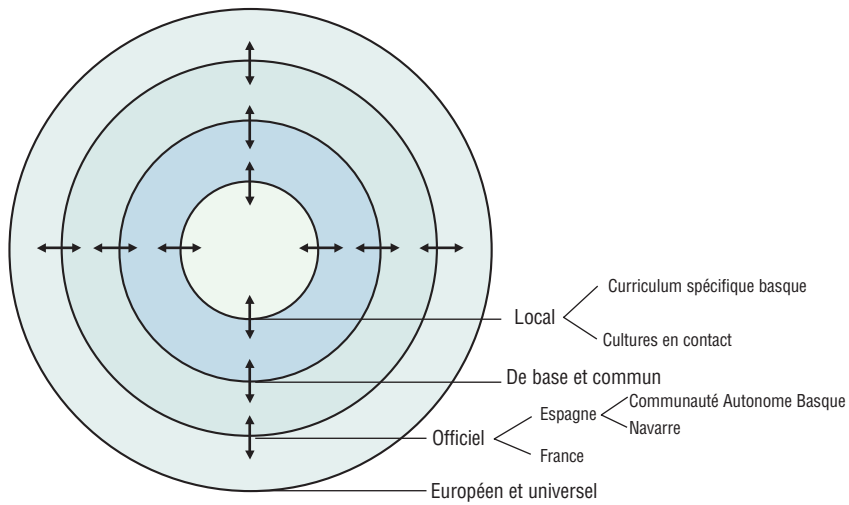 Curriculum spécifique basque
Local
Cultures en contact
De base et commun
Communauté Autonome Basque
Espagne
Navarre
Officiel
France
Européen et universel